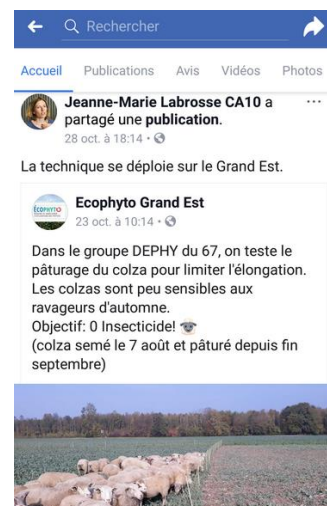 Rechercher
Accueil Publications Avis Vidéos Photos
Jeanne-Marie Labrosse CA10 a
partagé une publication.
28 oct. à 18:14 •
La technique se déploie sur le Grand Est.
ECOPHYTO
Ecophyto Grand Est
23 oct. à 10:14 •
Dans le groupe DEPHY du 67, on teste le
pâturage du colza pour limiter l'élongation.
Les colzas sont peu sensibles aux
ravageurs d'automne.
Objectif: 0 Insecticide!
(colza semé le 7 août et pâturé depuis fin
septembre)